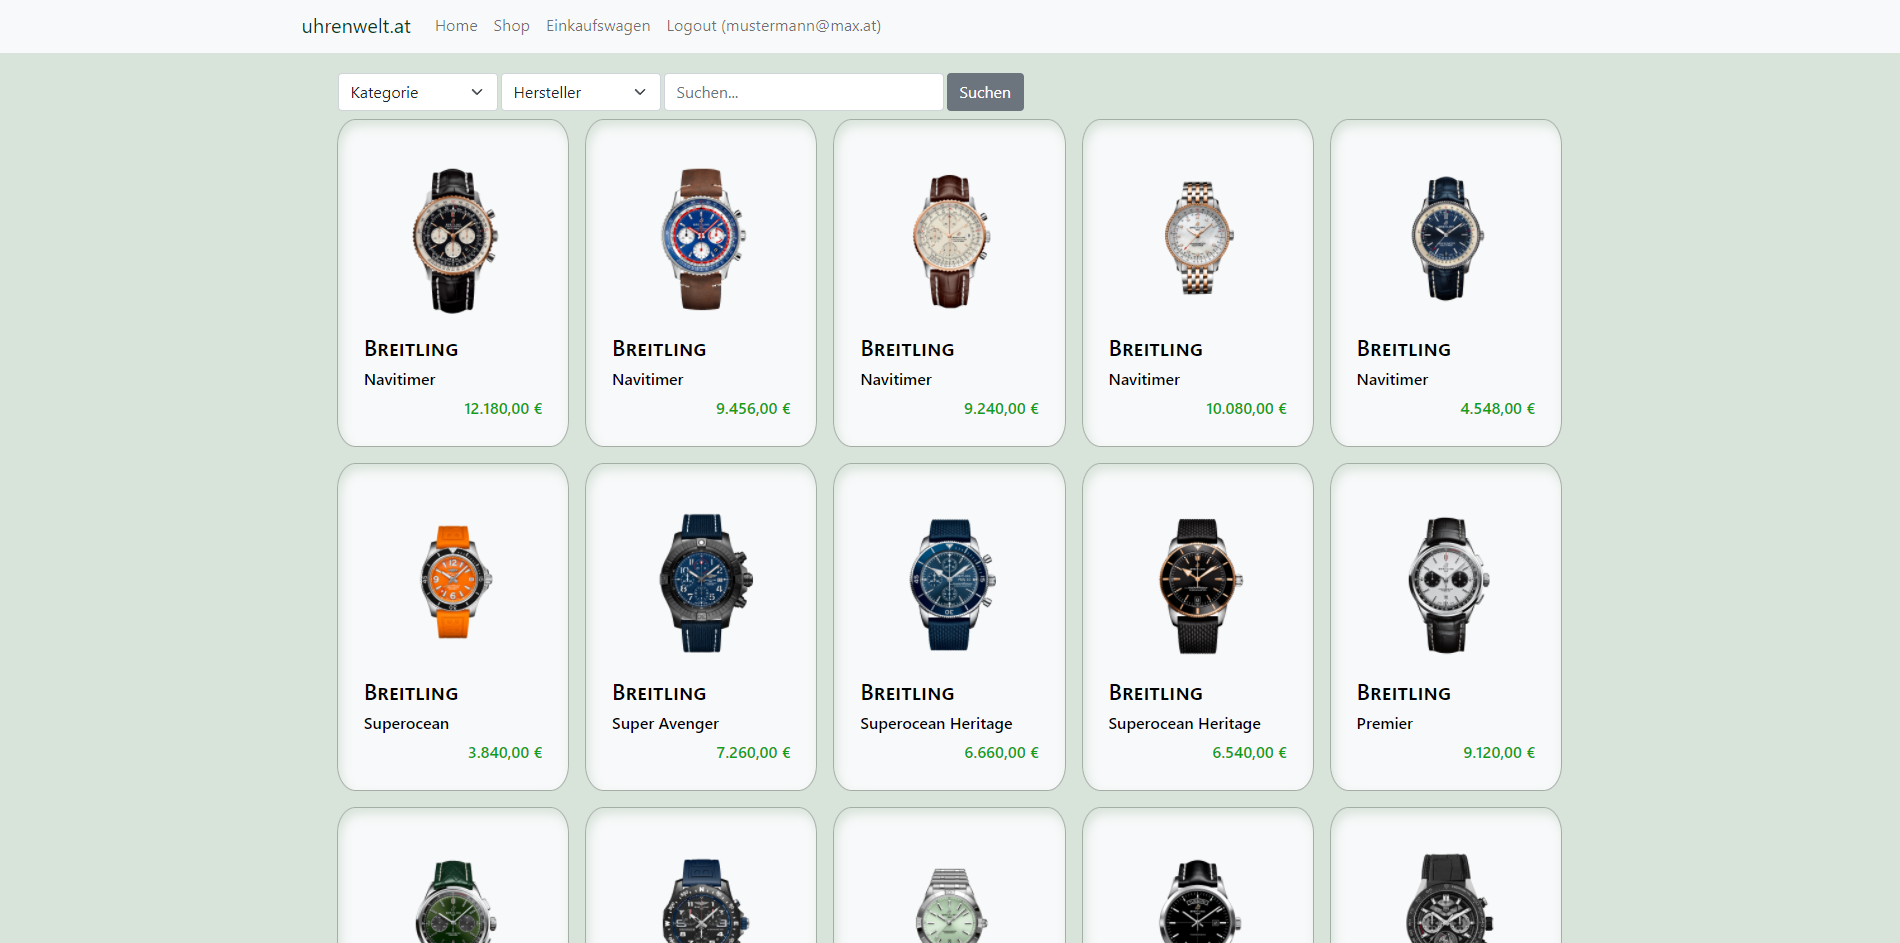 uhrenwelt.at Home Shop Einkaufswagen Logout (mustermann@max.at)
Kategorie Hersteller Suchen... Suchen
Breitling Breitling Breitling Breitling Breitling
Navitimer Navitimer Navitimer Navitimer Navitimer
12.180,00 € 9.456,00 € 9.240,00 € 10.080,00 € 4.548,00 €
Breitling Breitling Breitling Breitling Breitling
Superocean Super Avenger Superocean Heritage Superocean Heritage Premier
3.840,00 € 7.260,00 € 6.660,00 € 6.540,00 € 9.120,00 €